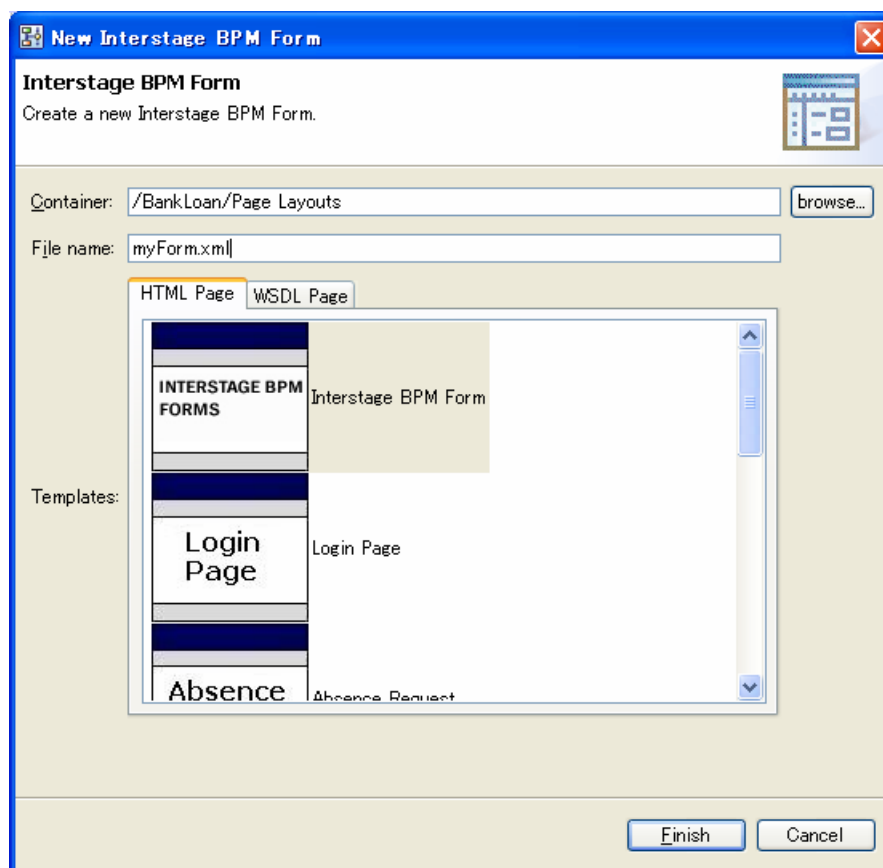 New Interstage BPM Form
Interstage BPM Form
Create a new Interstage BPM Form.
Container: /BankLoan/Page Layouts browse...
File name: myForm.xml
HTML Page WSDL Page
INTERSTAGE BPM
FORMS
Interstage BPM Form
Templates:
Login
Page
Login Page
Absence
Absence Request
Finish Cancel